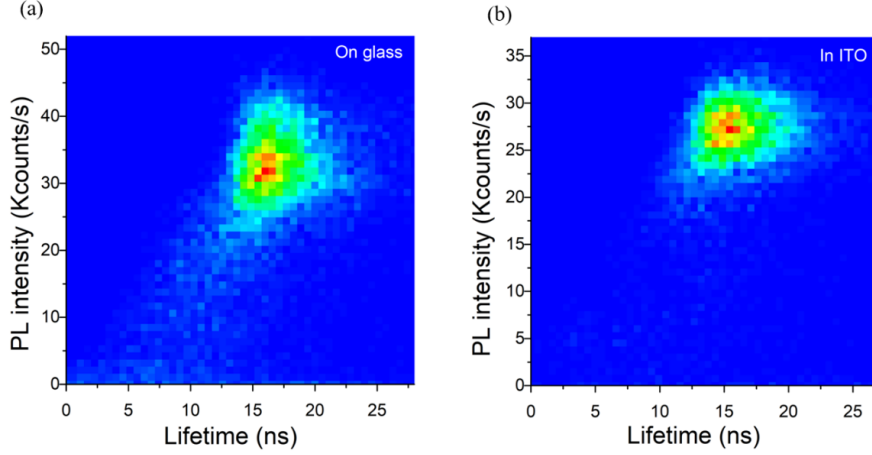 (a)
On glass
PL intensity (Kcounts/s)
50
40
30
20
10
0
0 5 10 15 20 25
Lifetime (ns)
(b)
In ITO
PL intensity (Kcounts/s)
35
30
25
20
15
10
5
0
0 5 10 15 20 25
Lifetime (ns)